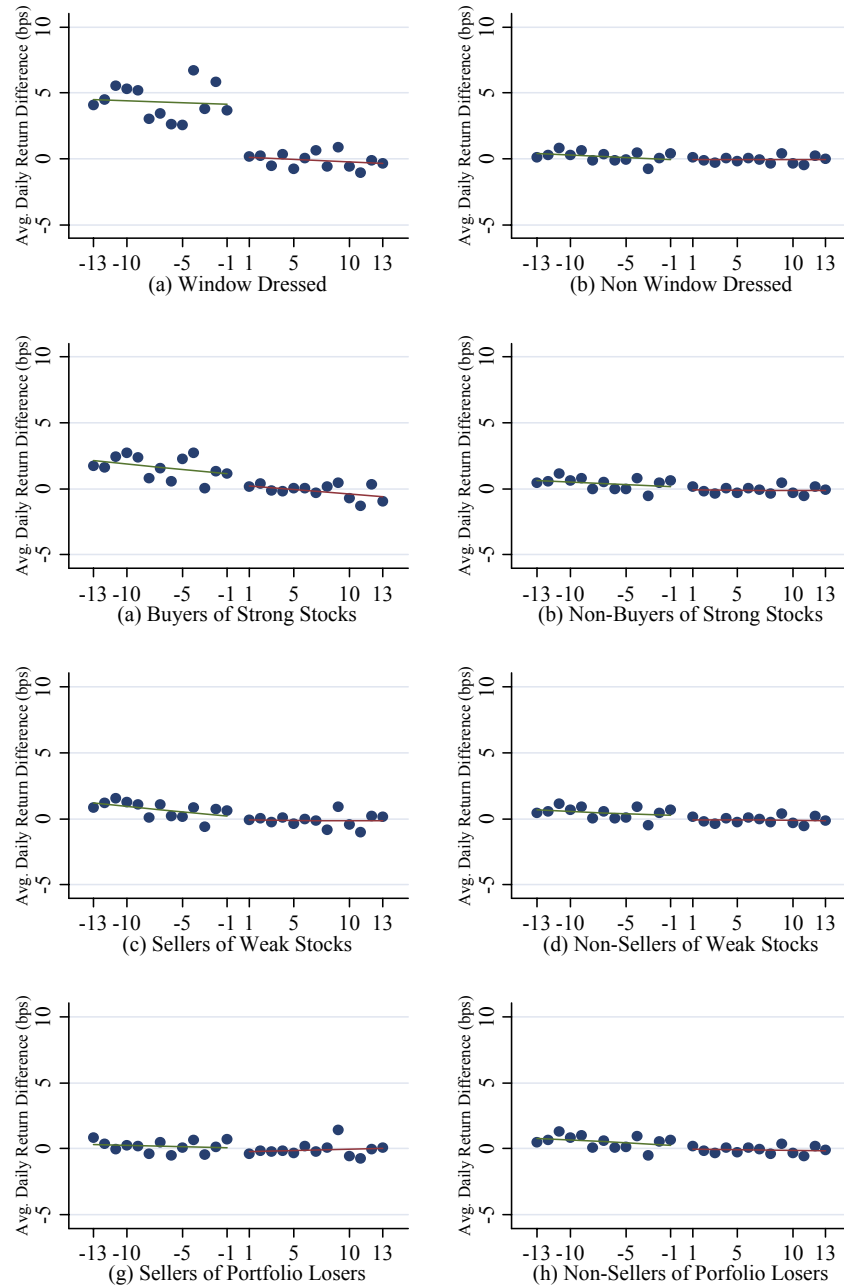 Avg. Daily Return Difference (bps)
10
5
0
-5
-13 -10 -5 -1 1 5 10 13
(a) Window Dressed
10
5
0
-5
-13 -10 -5 -1 1 5 10 13
(b) Non Window Dressed
Avg. Daily Return Difference (bps)
Avg. Daily Return Difference (bps)
10
5
0
-5
-13 -10 -5 -1 1 5 10 13
(a) Buyers of Strong Stocks
Avg. Daily Return Difference (bps)
10
5
0
-5
-13 -10 -5 -1 1 5 10 13
(b) Non-Buyers of Strong Stocks
Avg. Daily Return Difference (bps)
10
5
0
-5
-13 -10 -5 -1 1 5 10 13
(c) Sellers of Weak Stocks
Avg. Daily Return Difference (bps)
10
5
0
-5
-13 -10 -5 -1 1 5 10 13
(d) Non-Sellers of Weak Stocks
Avg. Daily Return Difference (bps)
10
5
0
-5
-13 -10 -5 -1 1 5 10 13
(g) Sellers of Portfolio Losers
Avg. Daily Return Difference (bps)
10
5
0
-5
-13 -10 -5 -1 1 5 10 13
(h) Non-Sellers of Porfolio Losers